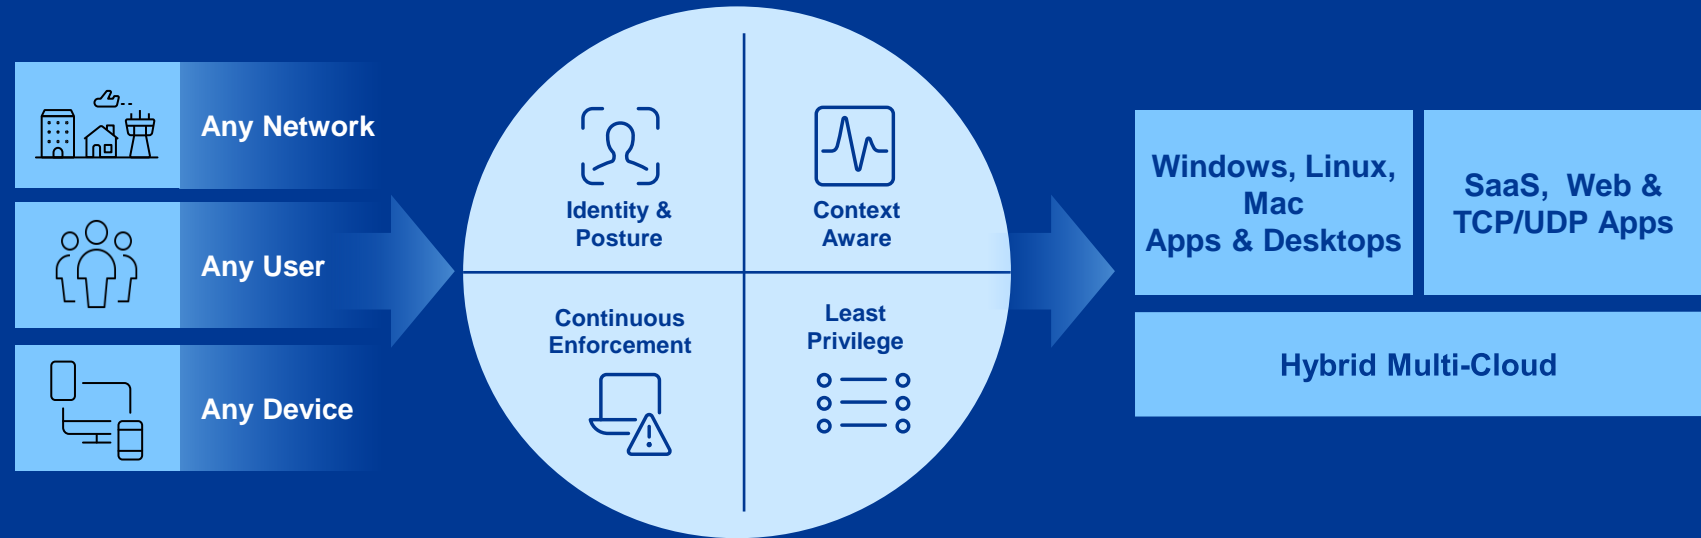 Any Network
Any User
Any Device
Identity &
Posture
Context
Aware
Continuous
Enforcement
Least
Privilege
Windows, Linux,
Mac
Apps & Desktops
SaaS,  Web &
TCP/UDP Apps
Hybrid Multi-Cloud